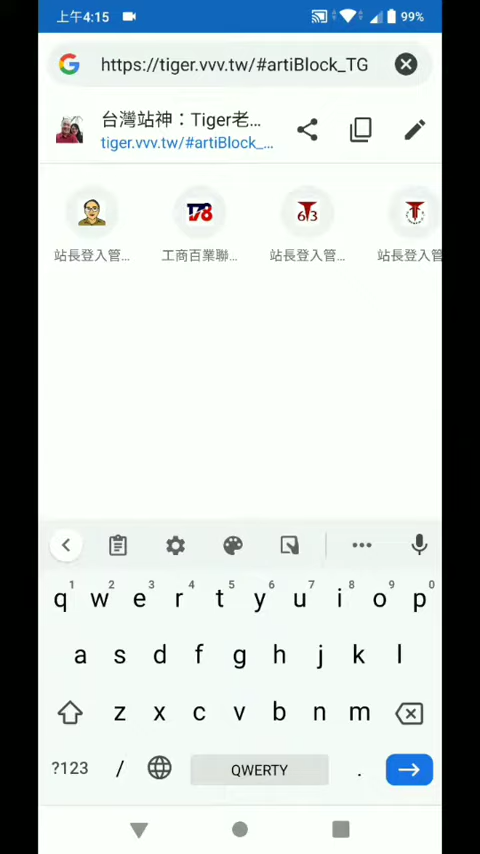 上午4:15 99%
https://tiger.vvv.tw/#artiBlock_TG
台灣站神：Tiger老...
tiger.vvv.tw/#artiBlock_...
T78 6T3
站長登入管... 工商百業聯... 站長登入管... 站長登入管
1 2 3 4 5 6 7 8 9 0
q w e r t y u i o p
a s d f g h j k l
z x c v b n m
?123 / QWERTY .